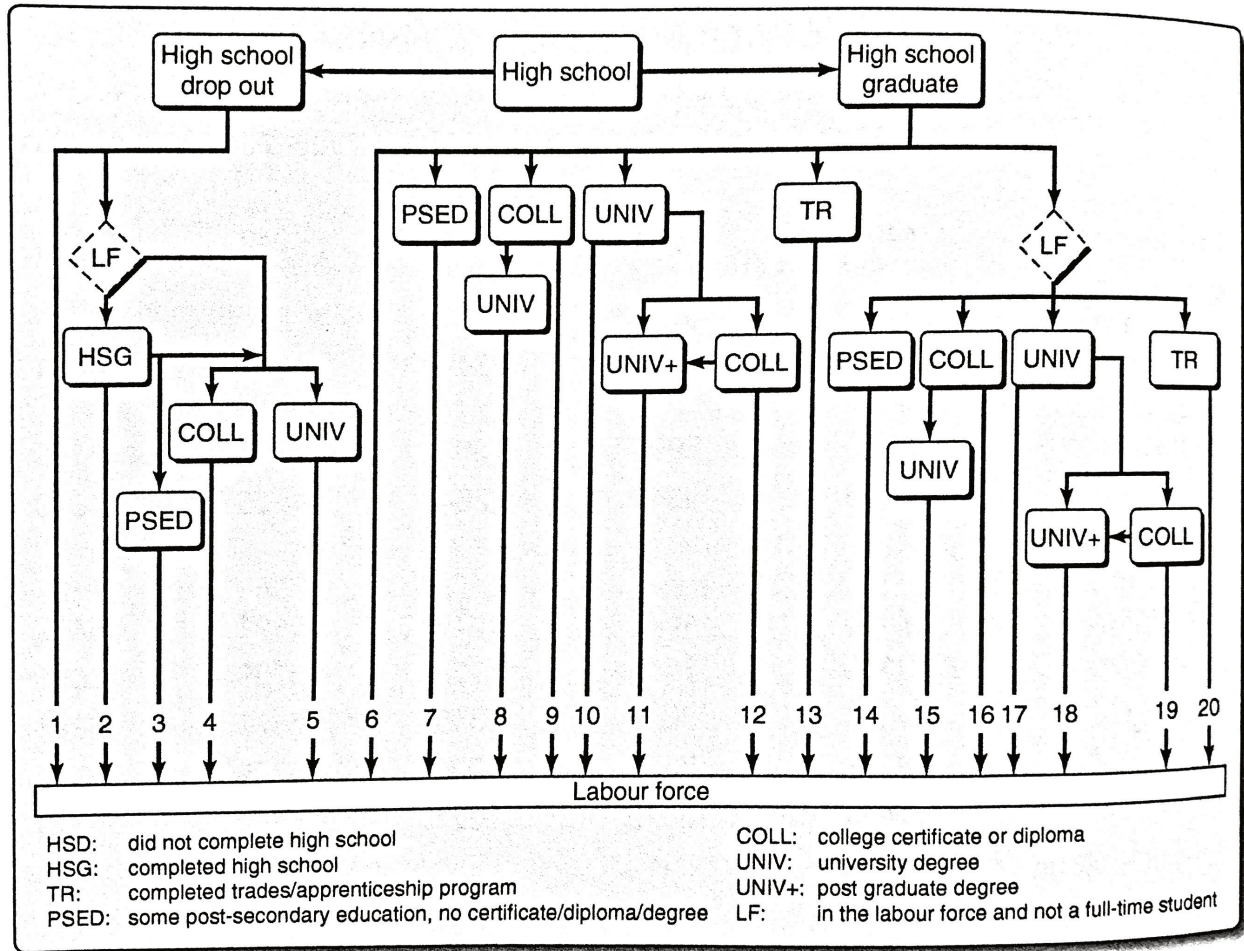 High school
drop out
High school
High school
graduate
PSED
COLL
UNIV
TR
LF
LF
UNIV
HSG
UNIV+
COLL
PSED
COLL
UNIV
TR
COLL
UNIV
UNIV
PSED
UNIV+
COLL
1 2 3 4 5 6 7 8 9 10 11 12 13 14 15 16 17 18 19 20
Labour force
HSD: did not complete high school
HSG: completed high school
TR: completed trades/apprenticeship program
PSED: some post-secondary education, no certificate/diploma/degree
COLL: college certificate or diploma
UNIV: university degree
UNIV+: post graduate degree
LF: in the labour force and not a full-time student